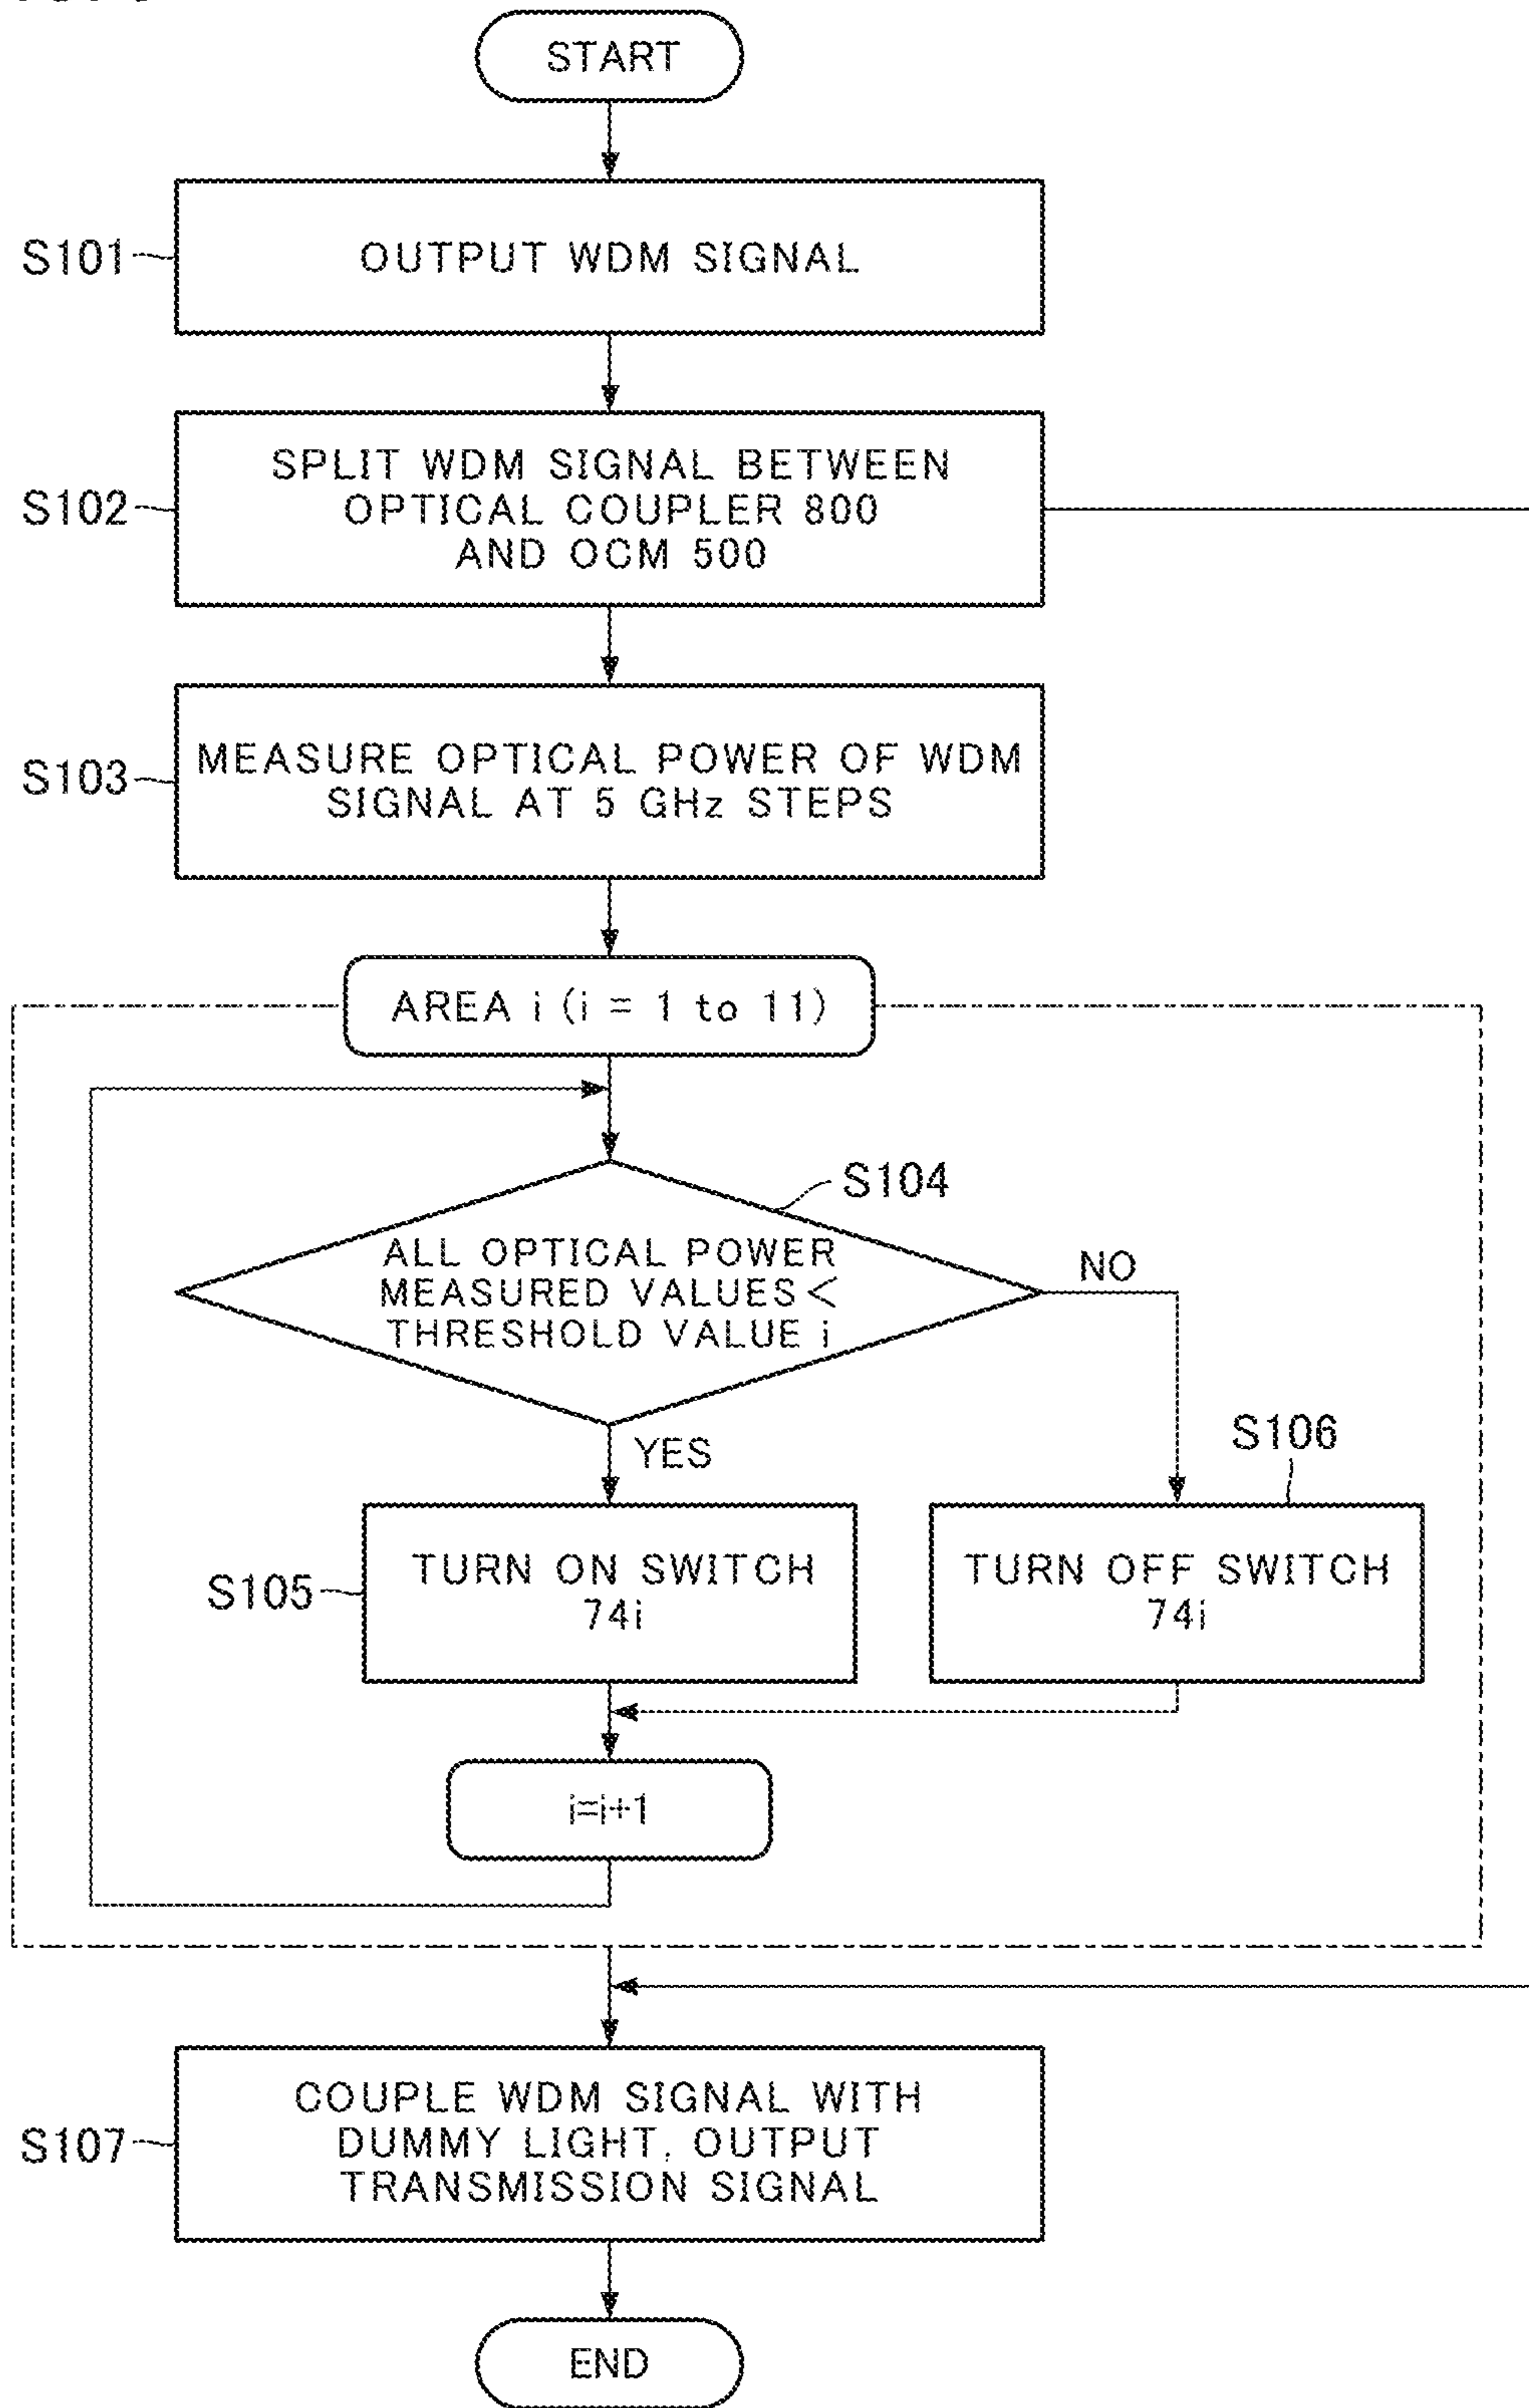 START
S101
OUTPUT WDM SIGNAL
S102
SPLIT WDM SIGNAL BETWEEN
OPTICAL COUPLER 800
AND OCM 500
S103
MEASURE OPTICAL POWER OF WDM
SIGNAL AT 5 GHz STEPS
AREA i (i = 1 to 11)
S104
ALL OPTICAL POWER
MEASURED VALUES <
THRESHOLD VALUE i
NO
YES
S106
S105
TURN ON SWITCH
74i
TURN OFF SWITCH
74i
i=i+1
S107
COUPLE WDM SIGNAL WITH
DUMMY LIGHT, OUTPUT
TRANSMISSION SIGNAL
END